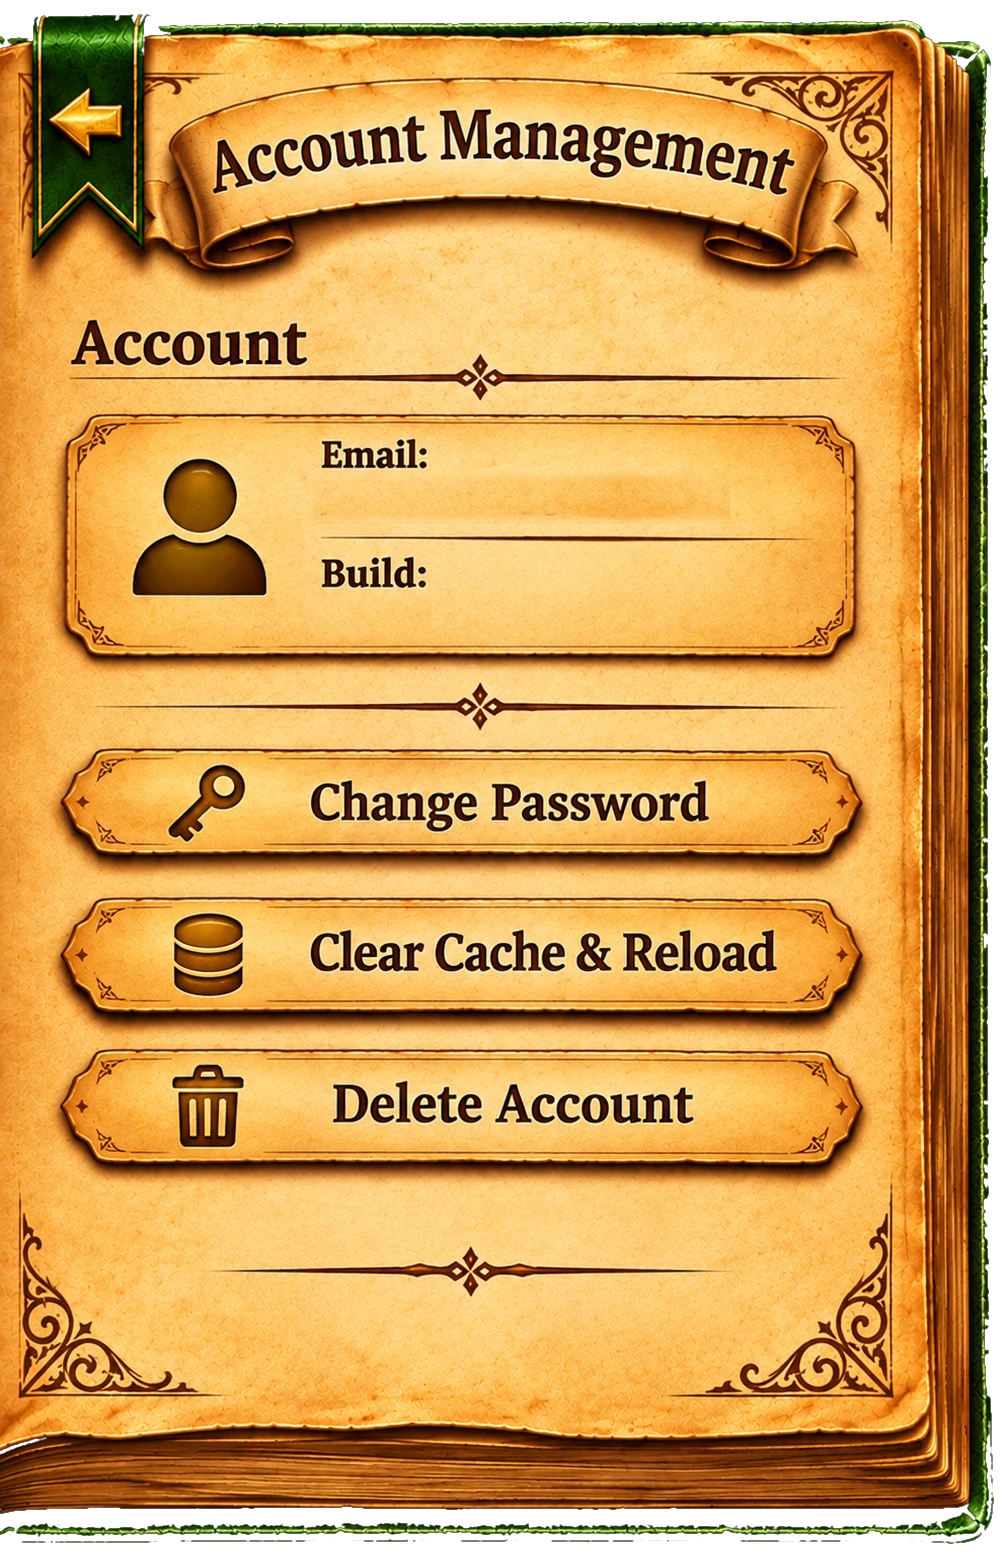 Account Management
Account
Email:
Build:
Change Password
Clear Cache & Reload
Delete Account